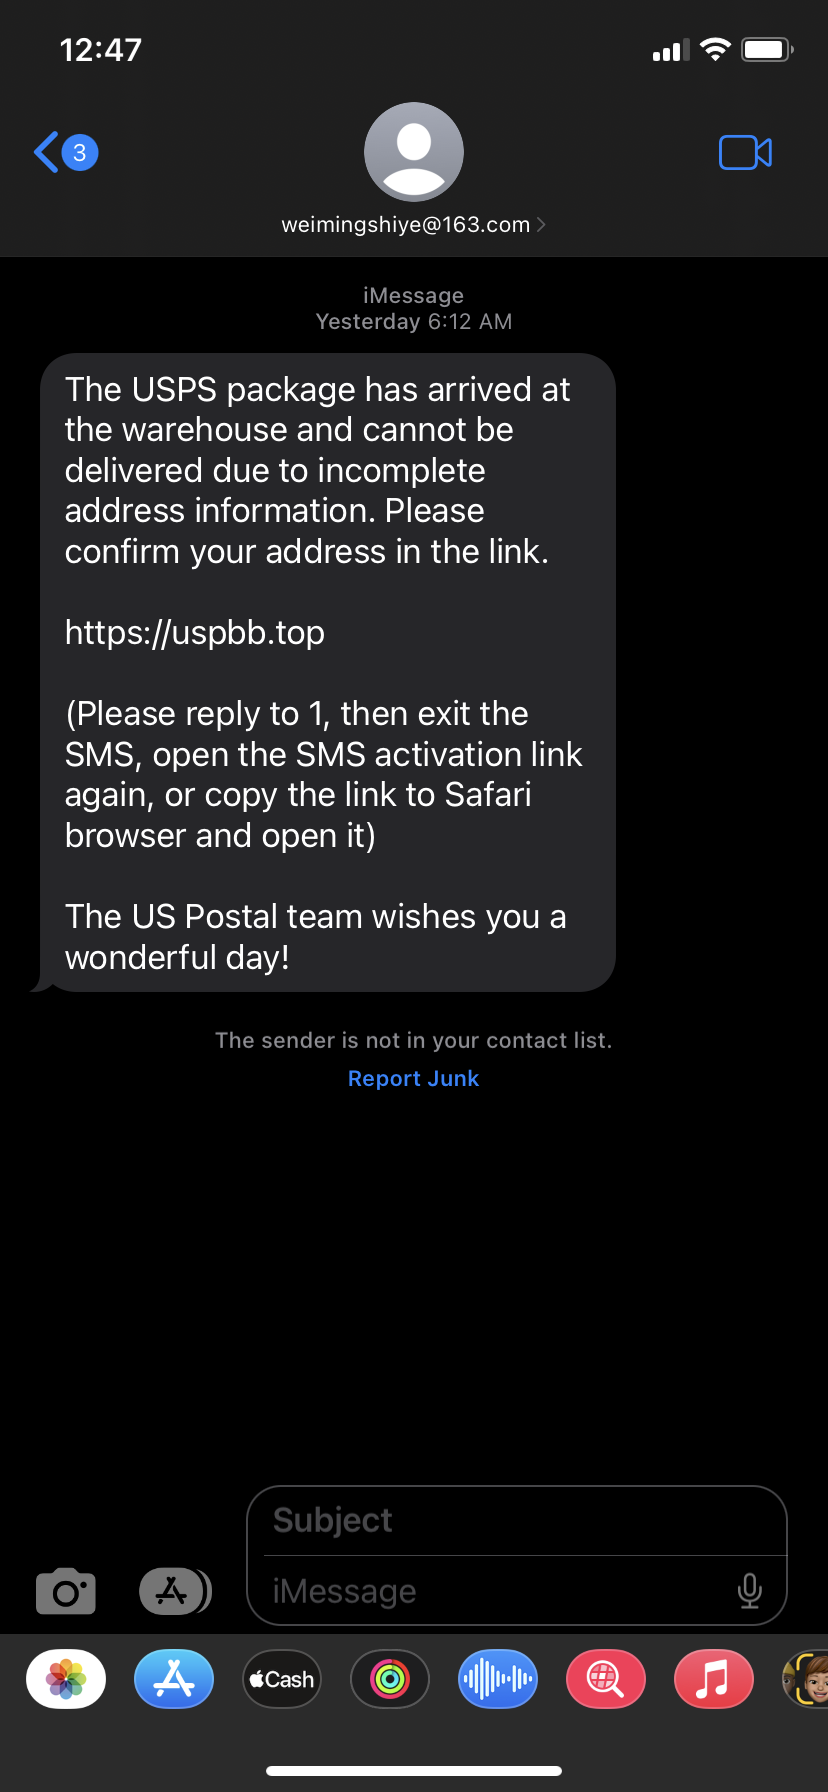 12:47
3
weimingshiye@163.com
iMessage
Yesterday 6:12 AM
The USPS package has arrived at
the warehouse and cannot be
delivered due to incomplete
address information. Please
confirm your address in the link.
https://uspbb.top
(Please reply to 1, then exit the
SMS, open the SMS activation link
again, or copy the link to Safari
browser and open it)
The US Postal team wishes you a
wonderful day!
The sender is not in your contact list.
Report Junk
Subject
iMessage
Cash